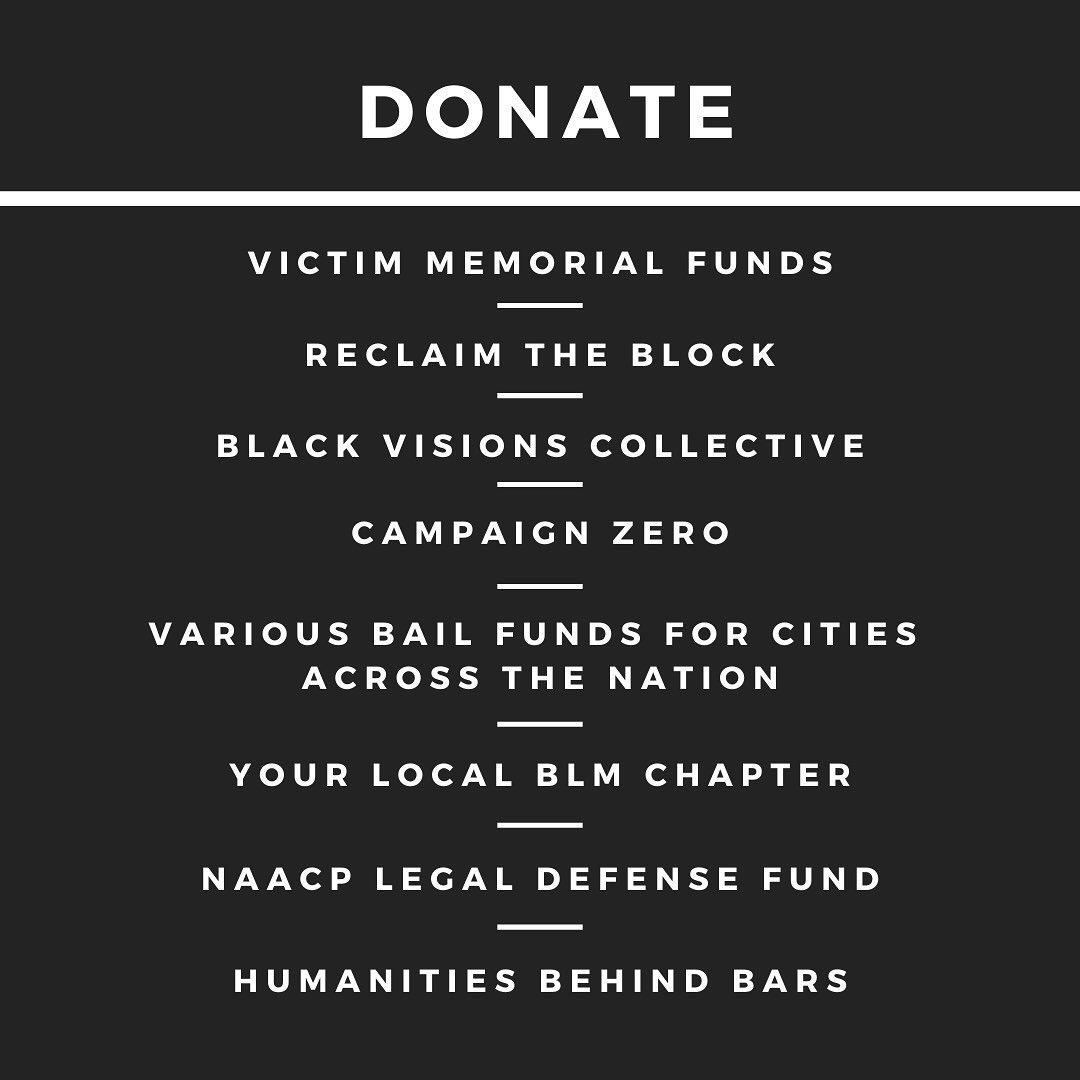 DONATE
VICTIM MEMORIAL FUNDS
RECLAIM THE BLOCK
BLACK VISIONS COLLECTIVE
CAMPAIGN ZERO
VARIOUS BAIL FUNDS FOR CITIES
ACROSS THE NATION
YOUR LOCAL BLM CHAPTER
NAACP LEGAL DEFENSE FUND
HUMANITIES BEHIND BARS